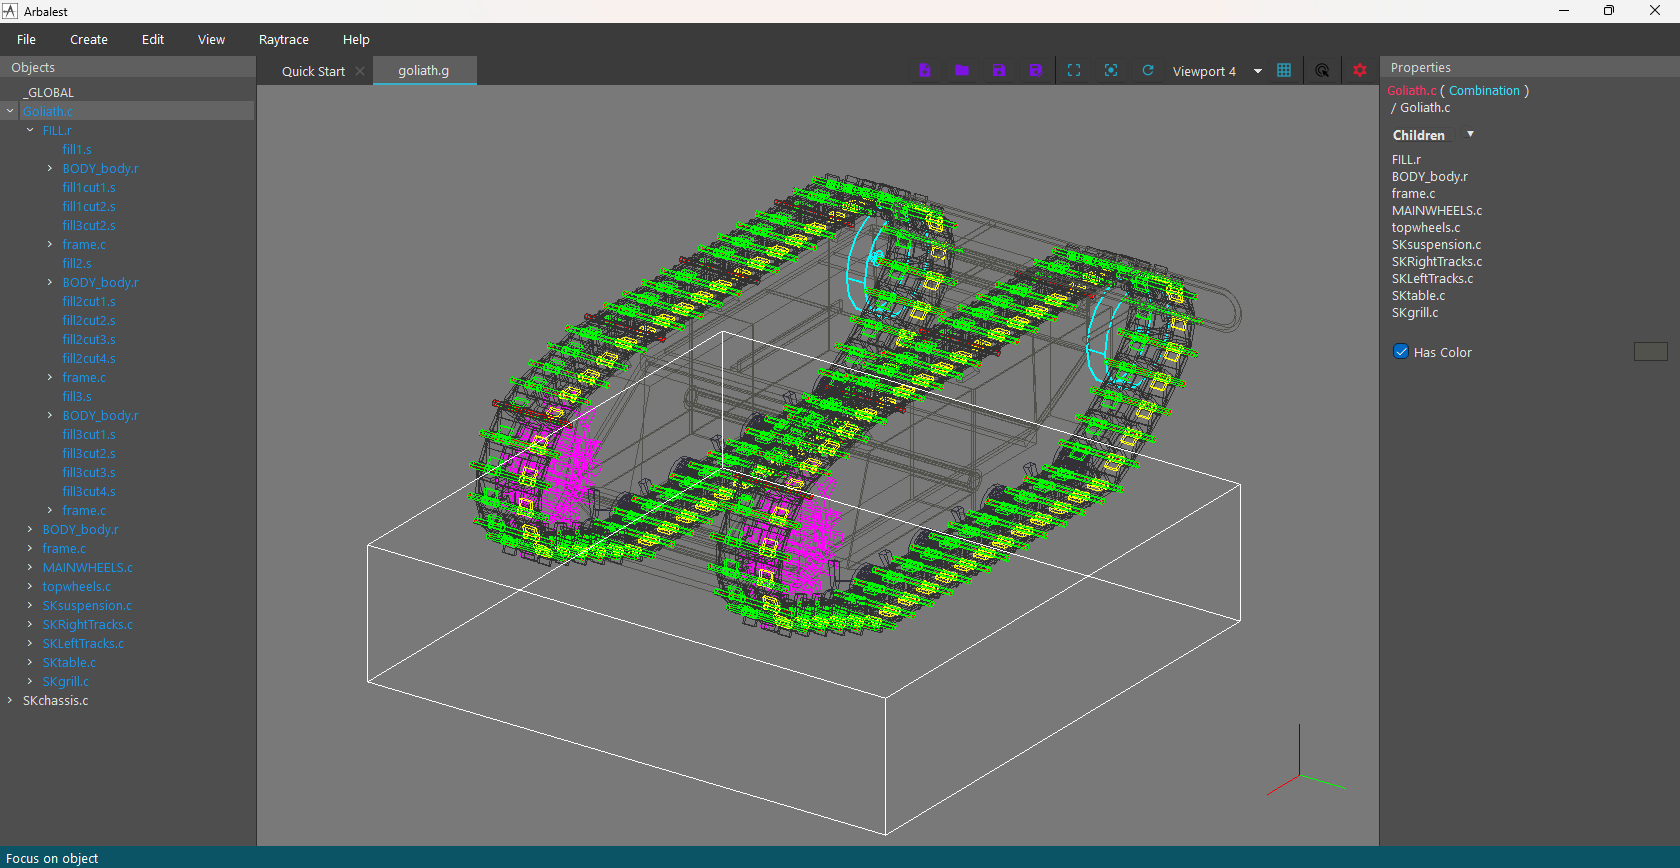 Arbalest
File Create Edit View Raytrace Help
Objects
_GLOBAL
Goliath.c
FILL.r
fill1.s
BODY_body.r
fill1cut1.s
fill1cut2.s
fill3cut2.s
frame.c
fill2.s
BODY_body.r
fill2cut1.s
fill2cut2.s
fill2cut3.s
fill2cut4.s
frame.c
fill3.s
BODY_body.r
fill3cut1.s
fill3cut2.s
fill3cut3.s
fill3cut4.s
frame.c
BODY_body.r
frame.c
MAINWHEELS.c
topwheels.c
SKsuspension.c
SKRightTracks.c
SKLeftTracks.c
SKtable.c
SKgrill.c
SKchassis.c
Quick Start
goliath.g
Viewport 4
Properties
Goliath.c ( Combination )
/ Goliath.c
Children
FILL.r
BODY_body.r
frame.c
MAINWHEELS.c
topwheels.c
SKsuspension.c
SKRightTracks.c
SKLeftTracks.c
SKtable.c
SKgrill.c
Has Color
Focus on object